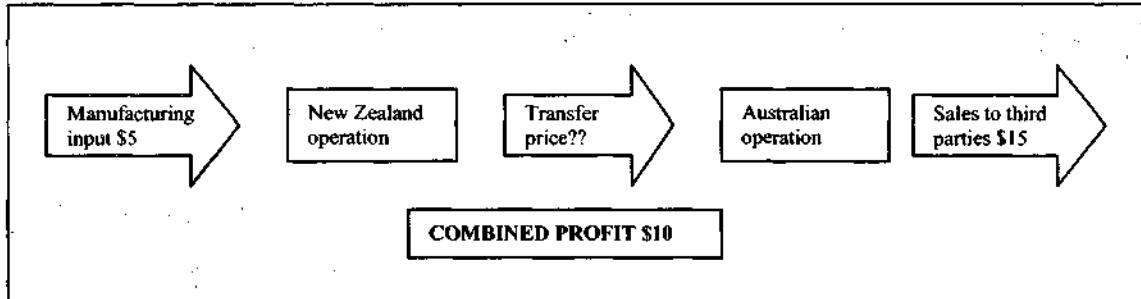 Manufacturing
input $5
New Zealand
operation
Transfer
price??
Australian
operation
Sales to third
parties $15
COMBINED PROFIT $10